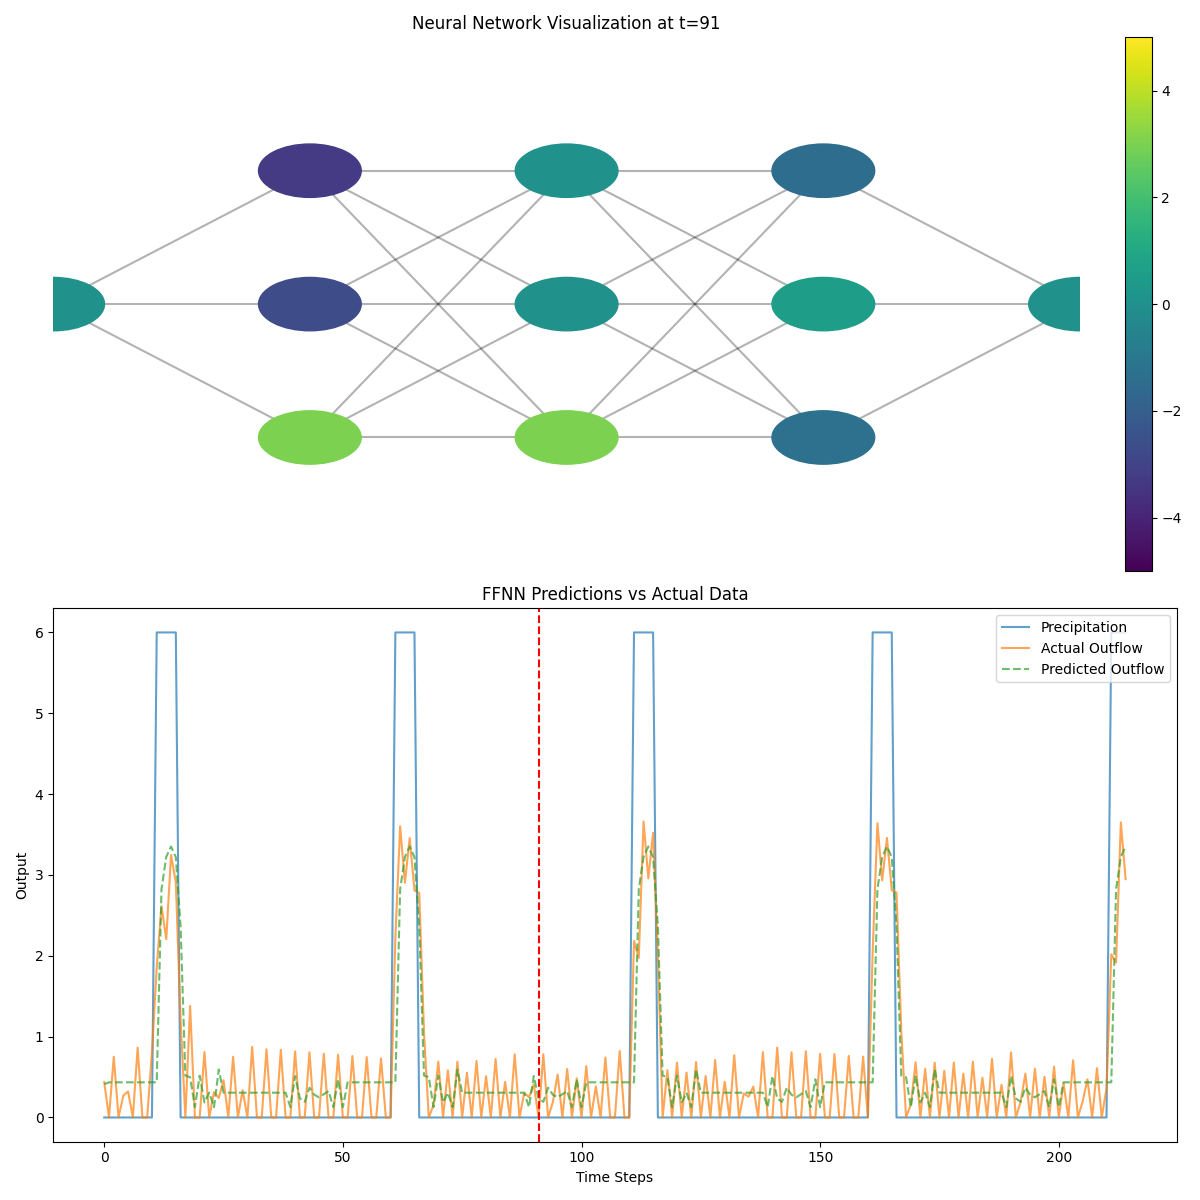 Neural Network Visualization at t=91
4
2
0
−2
−4
FFNN Predictions vs Actual Data
Precipitation
Actual Outflow
Predicted Outflow
Output
6
5
4
3
2
1
0
0 50 100 150 200
Time Steps